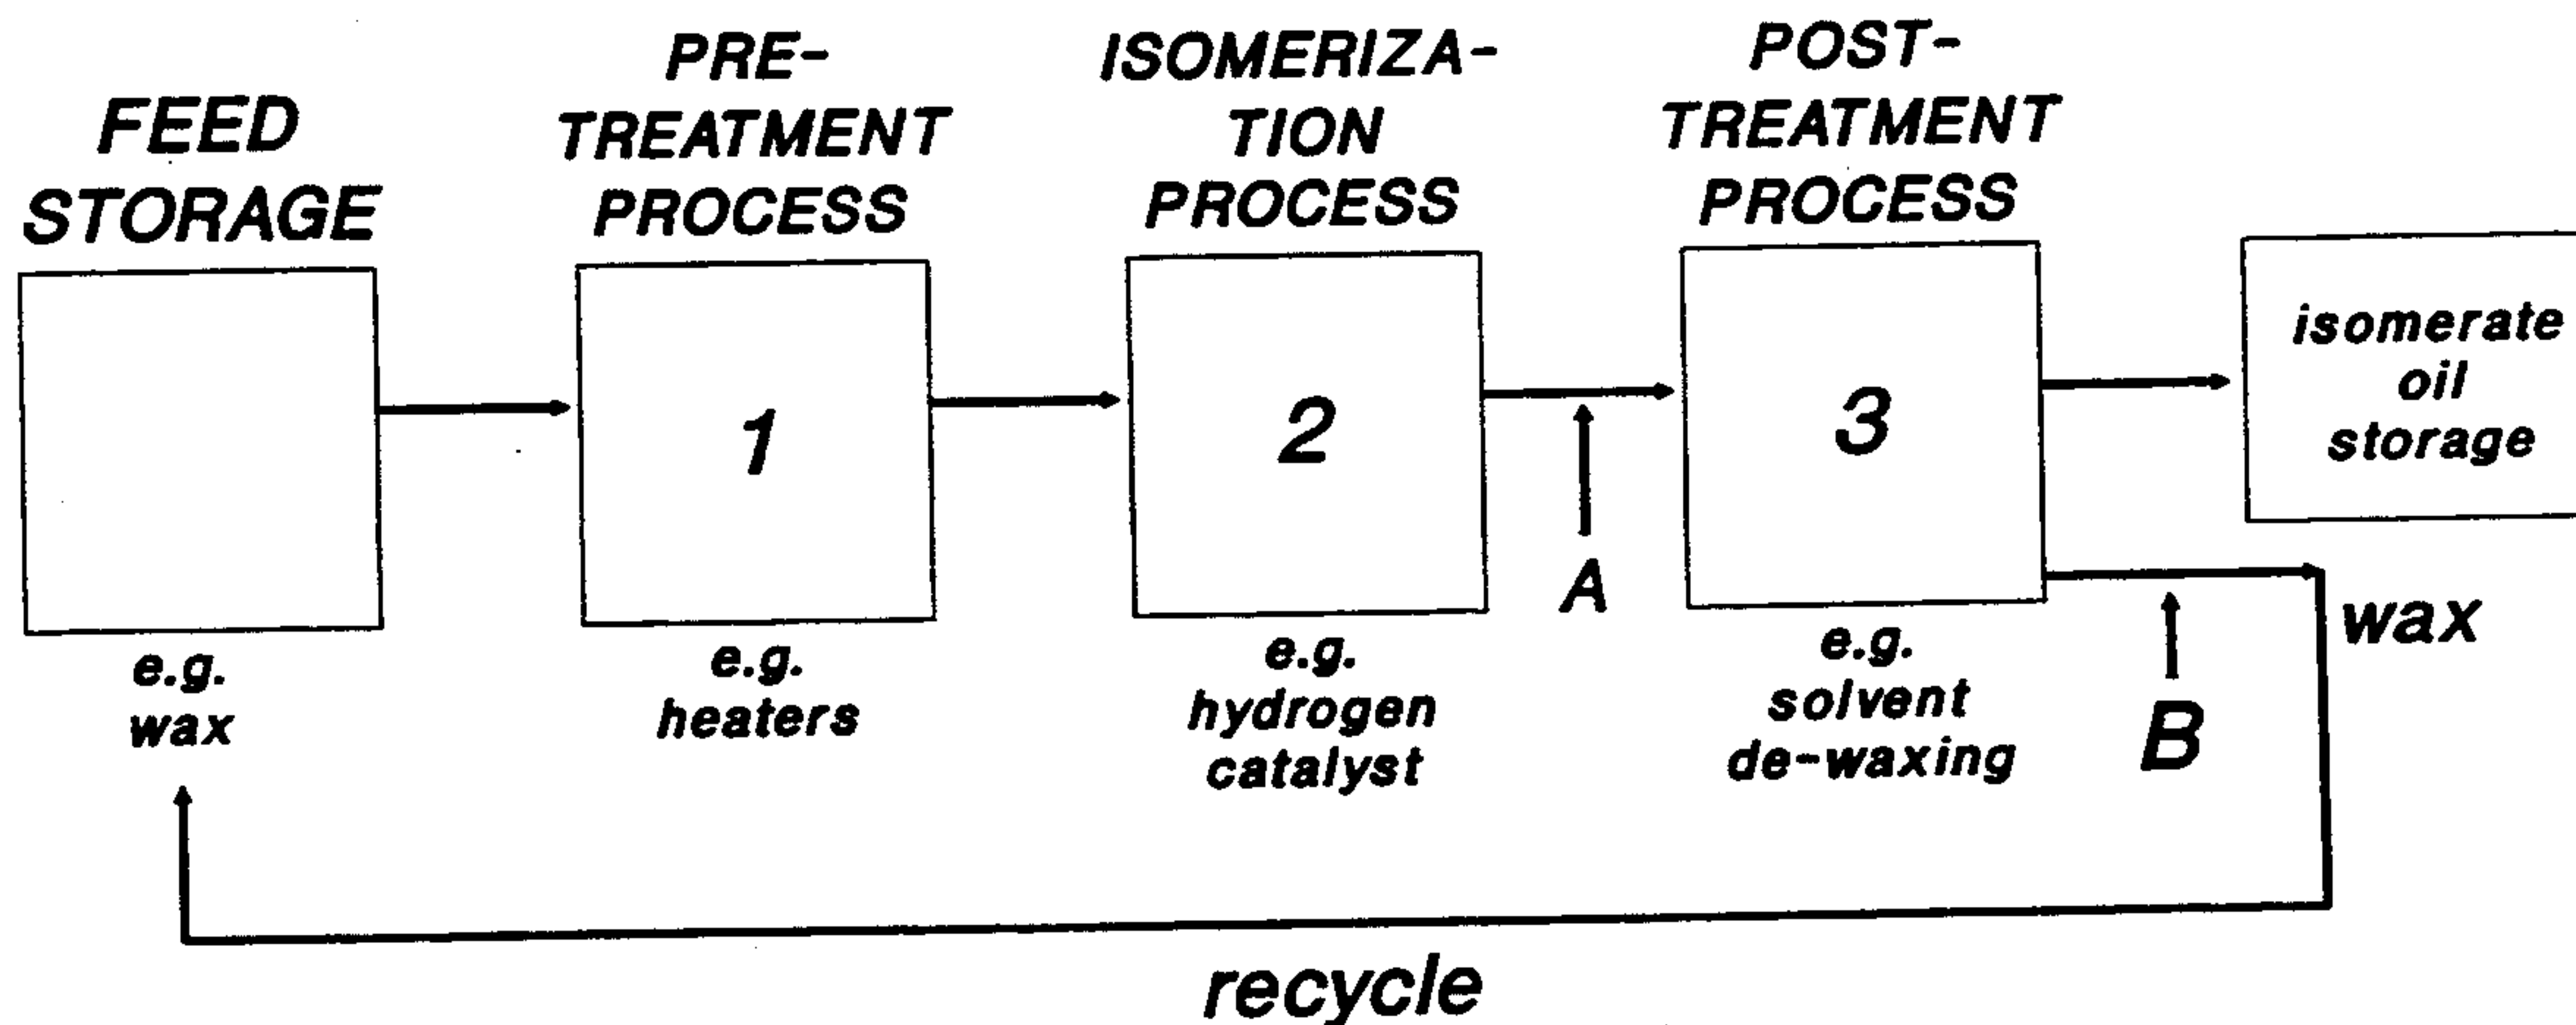 FEED
STORAGE
PRE-
TREATMENT
PROCESS
ISOMERIZA-
TION
PROCESS
POST-
TREATMENT
PROCESS
1
2
3
isomerate
oil
storage
A
B
wax
e.g.
wax
e.g.
heaters
e.g.
hydrogen
catalyst
e.g.
solvent
de-waxing
recycle